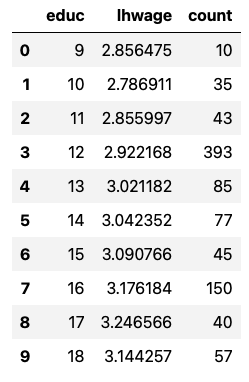 educ lhwage count
0 9 2.856475 10
1 10 2.786911 35
2 11 2.855997 43
3 12 2.922168 393
4 13 3.021182 85
5 14 3.042352 77
6 15 3.090766 45
7 16 3.176184 150
8 17 3.246566 40
9 18 3.144257 57